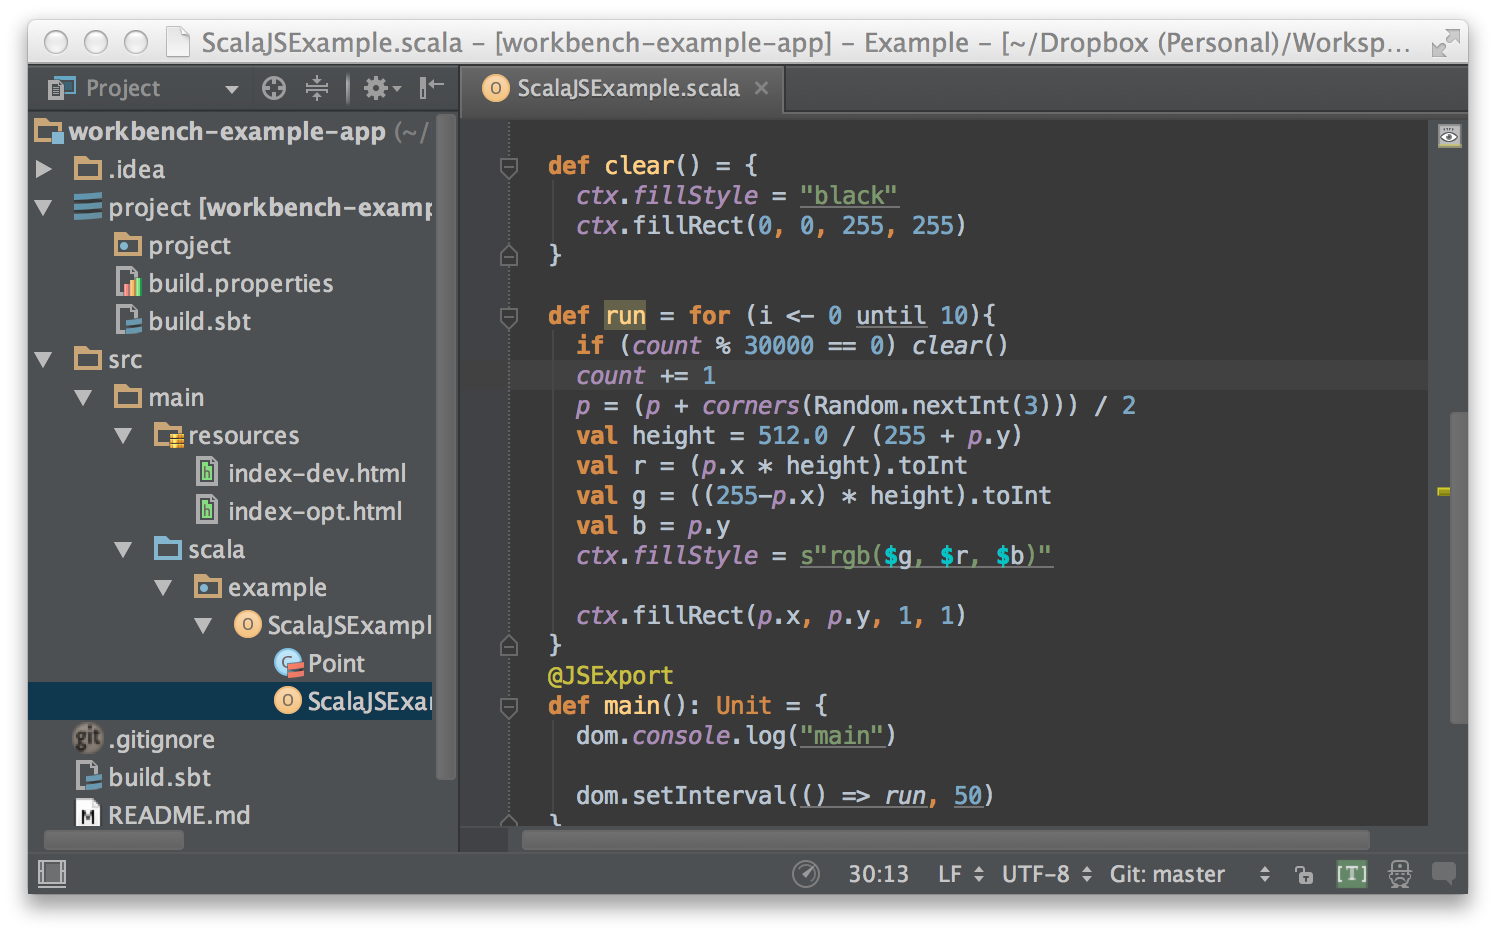 ScalaJSExample.scala – [workbench-example-app] – Example – [~/Dropbox (Personal)/Worksp...
Project
ScalaJSExample.scala
workbench-example-app (~/
.idea
project [workbench-examp
project
build.properties
build.sbt
src
main
resources
index-dev.html
index-opt.html
scala
example
ScalaJSExampl
Point
ScalaJSExa
.gitignore
build.sbt
README.md
def clear() = {
ctx.fillStyle = "black"
ctx.fillRect(0, 0, 255, 255)
}
def run = for (i <- 0 until 10){
if (count % 30000 == 0) clear()
count += 1
p = (p + corners(Random.nextInt(3))) / 2
val height = 512.0 / (255 + p.y)
val r = (p.x * height).toInt
val g = ((255-p.x) * height).toInt
val b = p.y
ctx.fillStyle = s"rgb($g, $r, $b)"
ctx.fillRect(p.x, p.y, 1, 1)
}
@JSExport
def main(): Unit = {
dom.console.log("main")
dom.setInterval(() => run, 50)
}
30:13 LF UTF-8 Git: master [T]